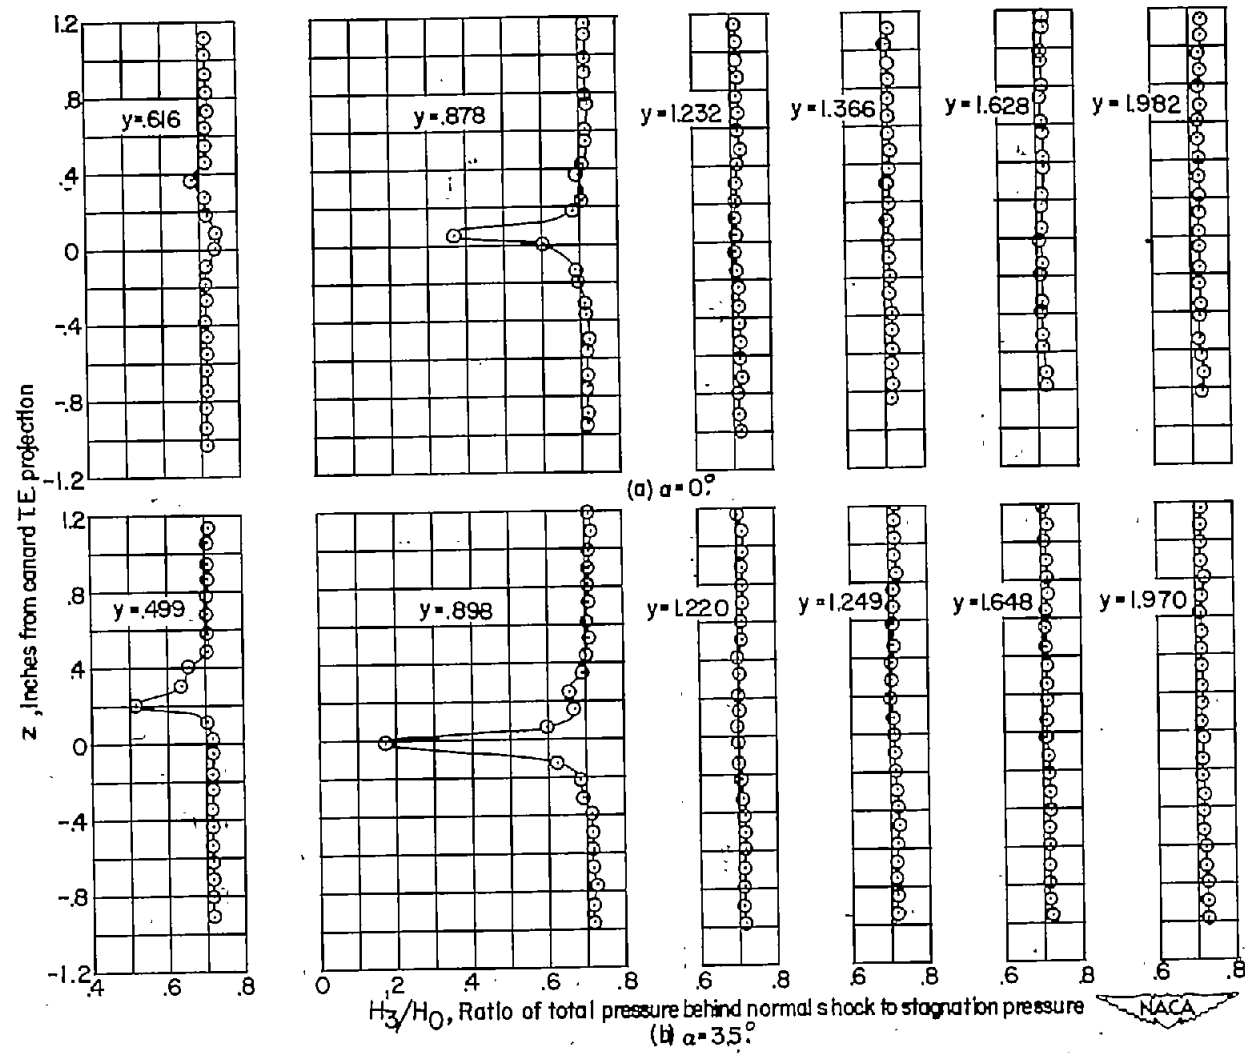 1.2
.8
.4
0
-.4
-.8
-1.2
y=.616
y=.878
y=1.232
y=1.366
y=1.628
y=1.982
(a) α=0°.
z, Inches from canard T.E. projection
1.2
.8
.4
0
-.4
-.8
-1.2
y=.499
y=.898
y=1.220
y=1.249
y=1.648
y=1.970
.4 .6 .8
0 .2 .4 .6 .8
.6 .8
.6 .8
.6 .8
.6 .8
H3/H0, Ratio of total pressure behind normal shock to stagnation pressure
(b) α=3.5°.
NACA